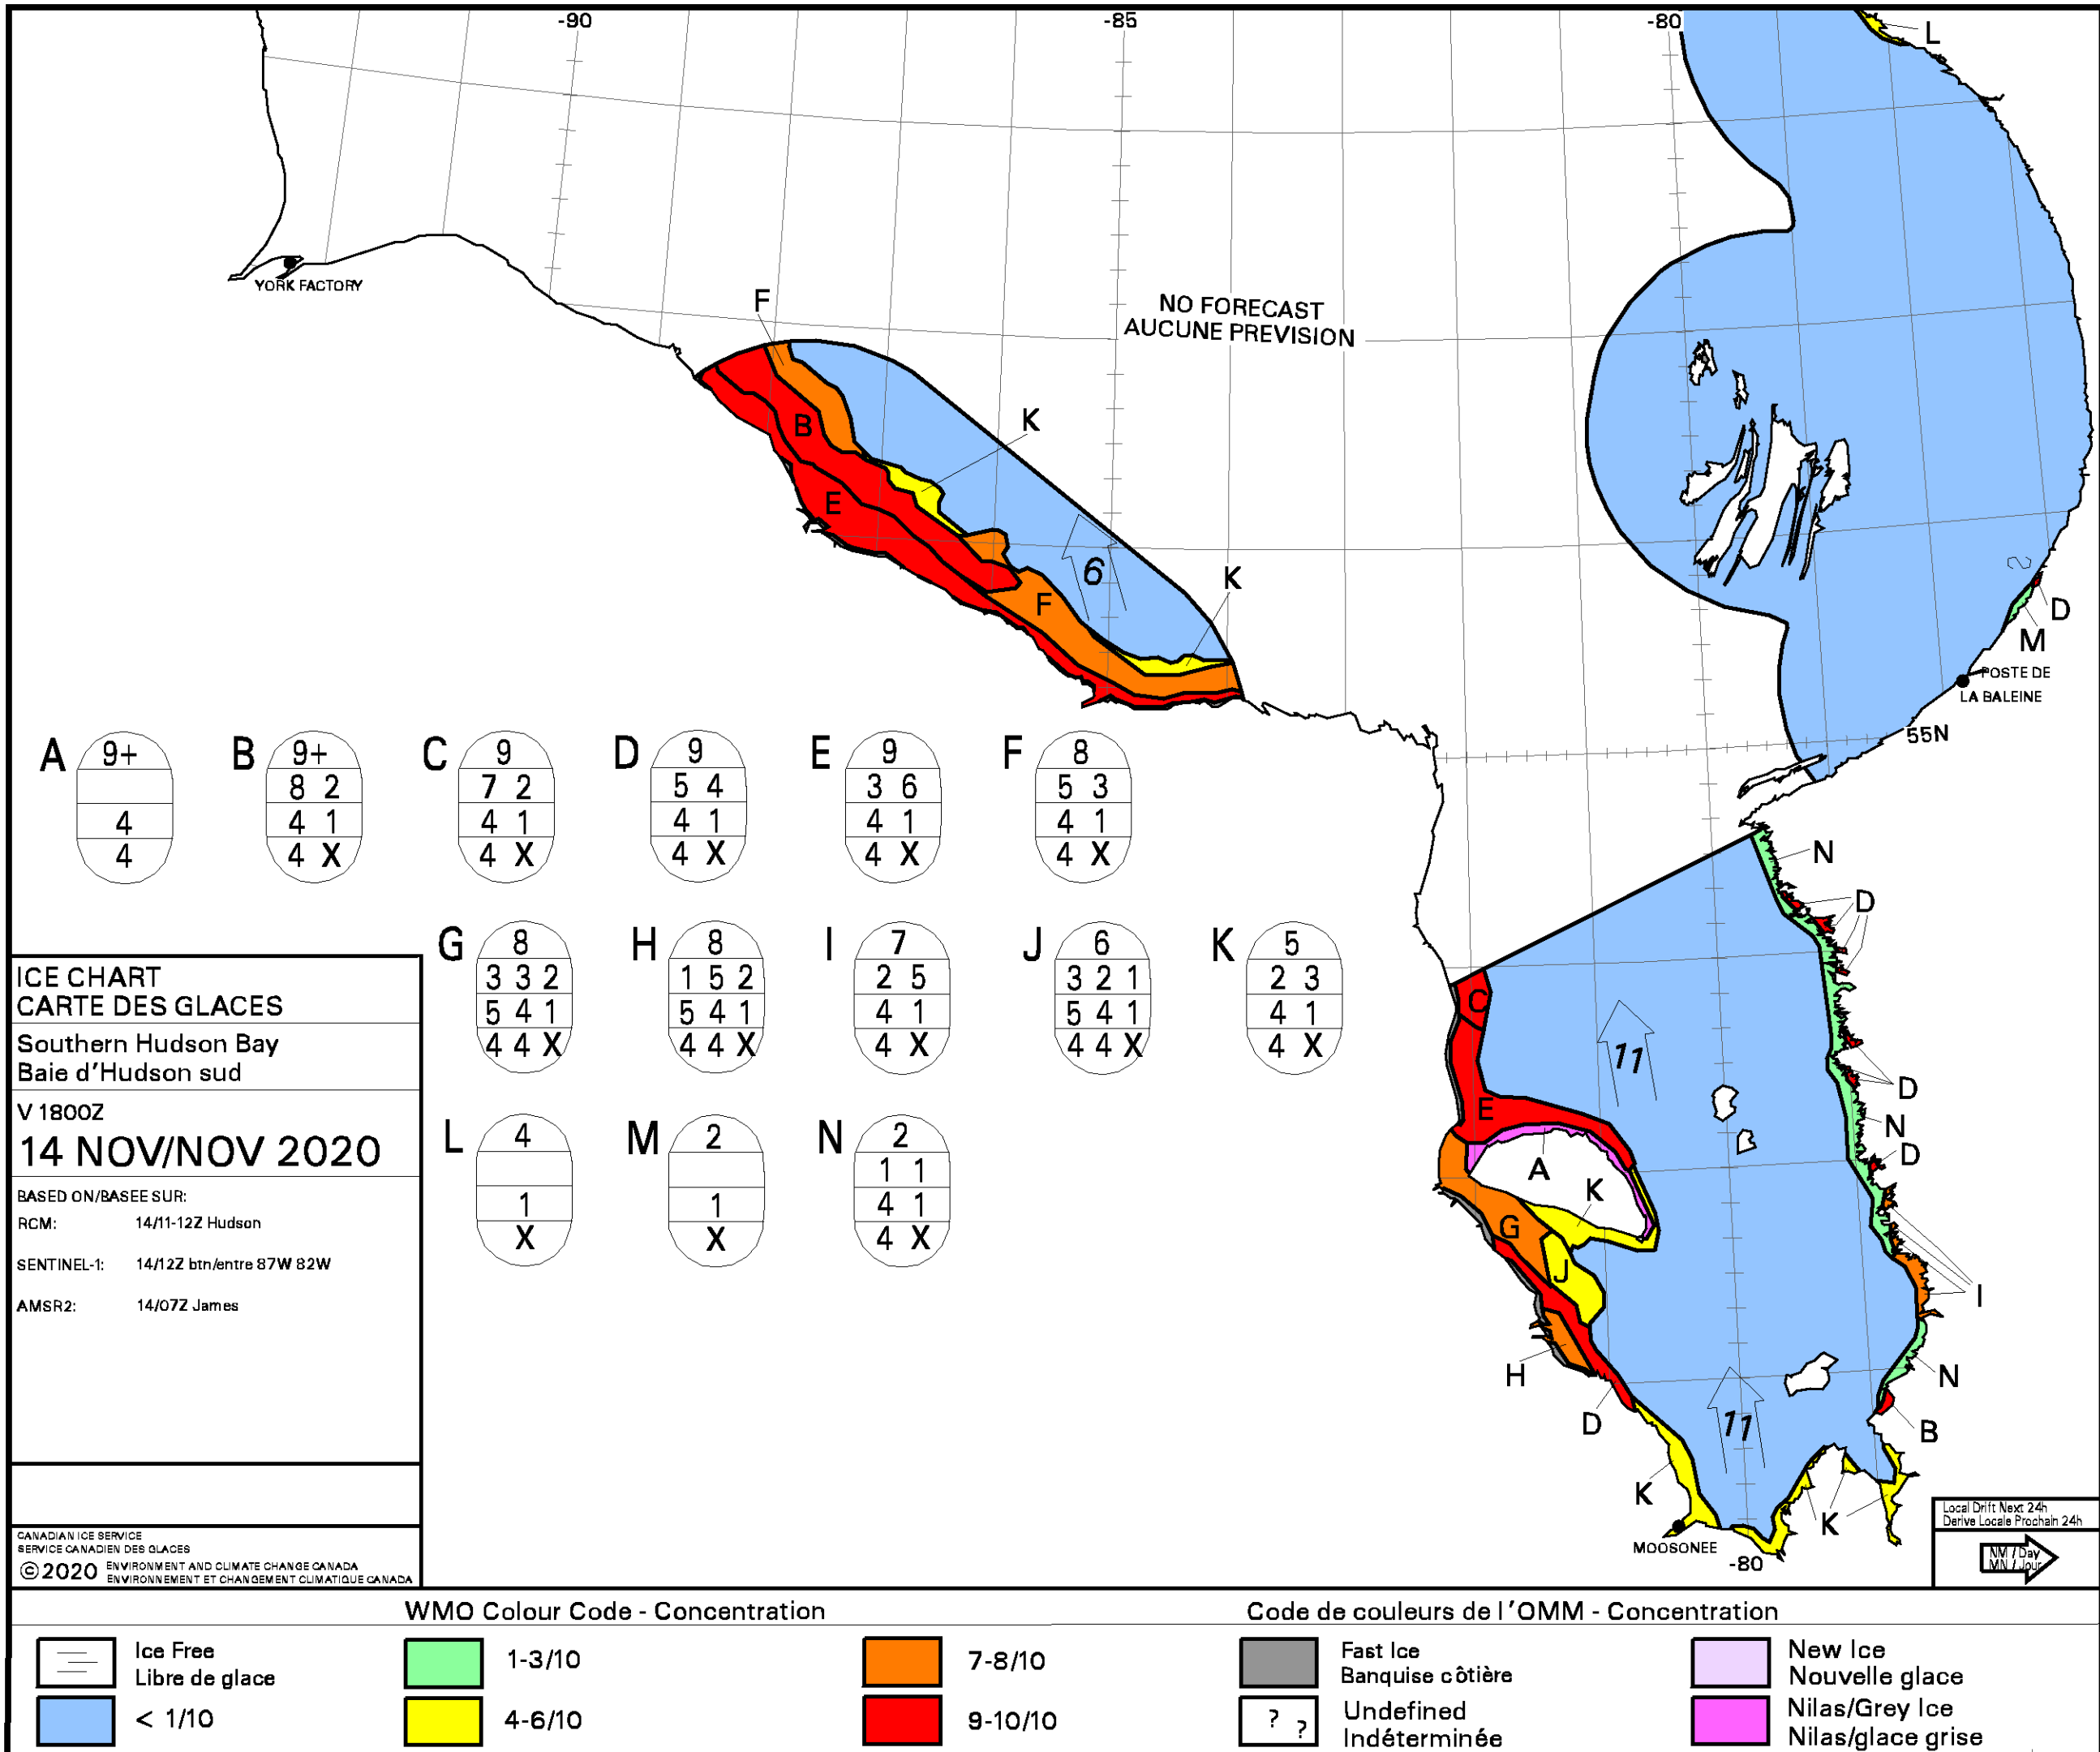 -90
-85
-80
L
YORK FACTORY
F
NO FORECAST
AUCUNE PREVISION
K
B
E
6
K
F
D
M
POSTE DE
LA BALEINE
55N
A
9+
4
4
B
9+
8 2
4 1
4 X
C
9
7 2
4 1
4 X
D
9
5 4
4 1
4 X
E
9
3 6
4 1
4 X
F
8
5 3
4 1
4 X
G
8
3 3 2
5 4 1
4 4 X
H
8
1 5 2
5 4 1
4 4 X
I
7
2 5
4 1
4 X
J
6
3 2 1
5 4 1
4 4 X
K
5
2 3
4 1
4 X
L
4
1
X
M
2
1
X
N
2
1 1
4 1
4 X
N
D
C
11
D
E
N
D
A
K
G
J
I
H
N
D
11
B
K
K
MOOSONEE
-80
ICE CHART
CARTE DES GLACES
Southern Hudson Bay
Baie d'Hudson sud
V 1800Z
14 NOV/NOV 2020
BASED ON/BASEE SUR:
RCM: 14/11-12Z Hudson
SENTINEL-1: 14/12Z btn/entre 87W 82W
AMSR2: 14/07Z James
CANADIAN ICE SERVICE
SERVICE CANADIEN DES GLACES
© 2020 ENVIRONMENT AND CLIMATE CHANGE CANADA
ENVIRONNEMENT ET CHANGEMENT CLIMATIQUE CANADA
Local Drift Next 24h
Derive Locale Prochain 24h
NM / Day
MN / Jour
WMO Colour Code - Concentration
Code de couleurs de l'OMM - Concentration
Ice Free
Libre de glace
< 1/10
1-3/10
4-6/10
7-8/10
9-10/10
Fast Ice
Banquise côtière
? ?
Undefined
Indéterminée
New Ice
Nouvelle glace
Nilas/Grey Ice
Nilas/glace grise